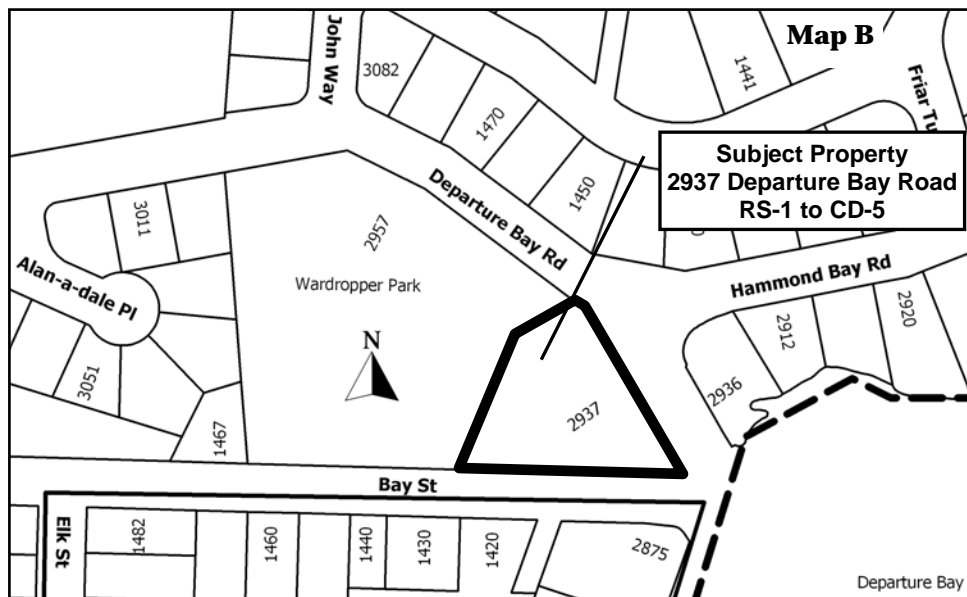 Map B
John Way
3082
1470
1441
Friar Tu
Subject Property
2937 Departure Bay Road
RS-1 to CD-5
1450
Departure Bay Rd
3011
2957
Wardropper Park
Alan-a-dale Pl
Hammond Bay Rd
2920
2912
2936
3051
N
2937
1467
Bay St
Elk St
1482
1460
1440
1430
1420
2875
Departure Bay